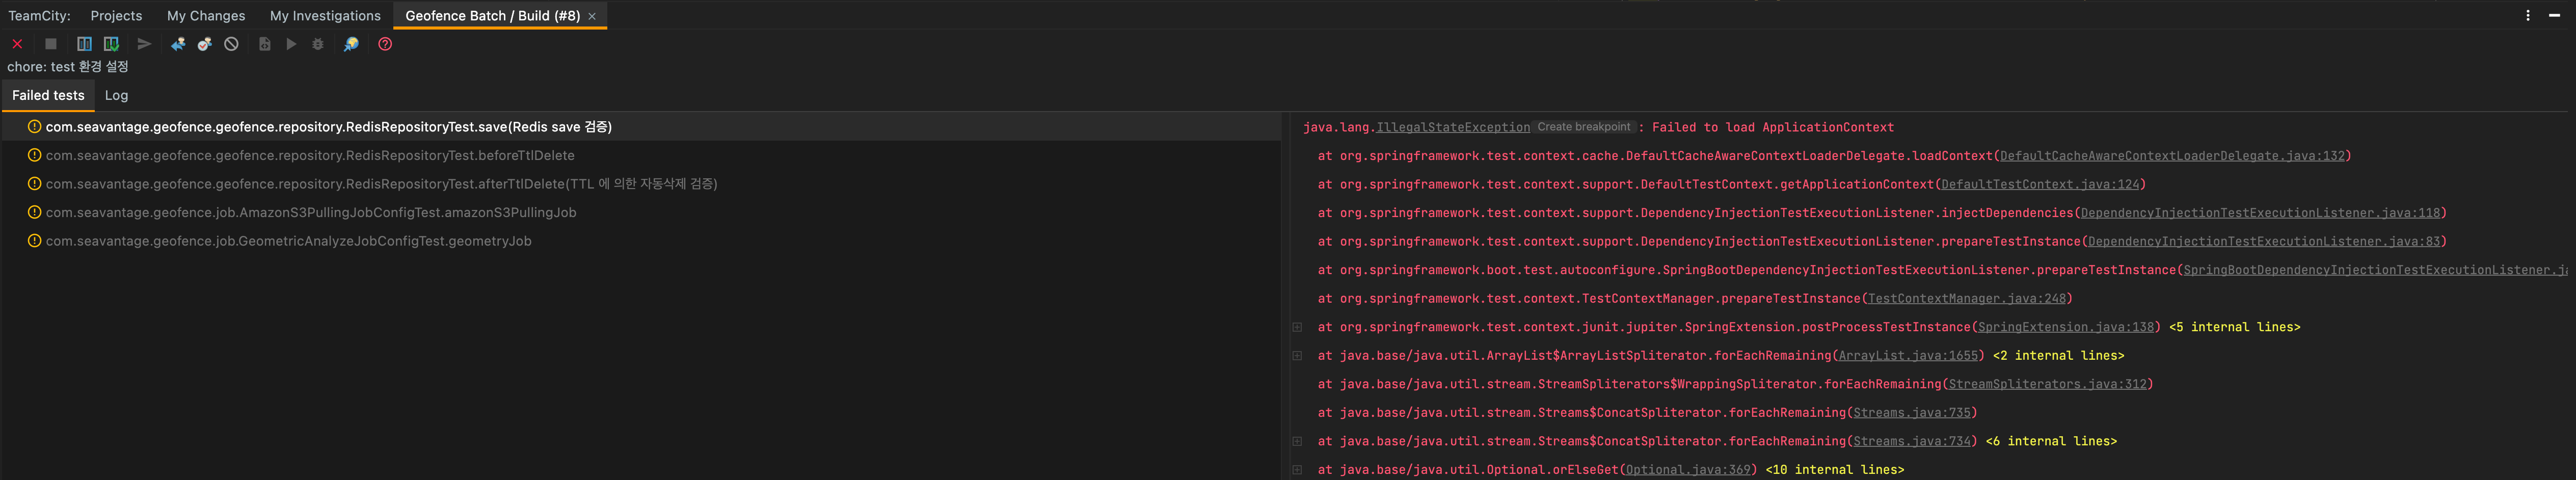 TeamCity: Projects My Changes My Investigations Geofence Batch / Build (#8)
chore: test 환경 설정
Failed tests Log
com.seavantage.geofence.geofence.repository.RedisRepositoryTest.save(Redis save 검증)
com.seavantage.geofence.geofence.repository.RedisRepositoryTest.beforeTtlDelete
com.seavantage.geofence.geofence.repository.RedisRepositoryTest.afterTtlDelete(TTL 에 의한 자동삭제 검증)
com.seavantage.geofence.job.AmazonS3PullingJobConfigTest.amazonS3PullingJob
com.seavantage.geofence.job.GeometricAnalyzeJobConfigTest.geometryJob
java.lang.IllegalStateException Create breakpoint : Failed to load ApplicationContext
at org.springframework.test.context.cache.DefaultCacheAwareContextLoaderDelegate.loadContext(DefaultCacheAwareContextLoaderDelegate.java:132)
at org.springframework.test.context.support.DefaultTestContext.getApplicationContext(DefaultTestContext.java:124)
at org.springframework.test.context.support.DependencyInjectionTestExecutionListener.injectDependencies(DependencyInjectionTestExecutionListener.java:118)
at org.springframework.test.context.support.DependencyInjectionTestExecutionListener.prepareTestInstance(DependencyInjectionTestExecutionListener.java:83)
at org.springframework.boot.test.autoconfigure.SpringBootDependencyInjectionTestExecutionListener.prepareTestInstance(SpringBootDependencyInjectionTestExecutionListener.ja
at org.springframework.test.context.TestContextManager.prepareTestInstance(TestContextManager.java:248)
at org.springframework.test.context.junit.jupiter.SpringExtension.postProcessTestInstance(SpringExtension.java:138) <5 internal lines>
at java.base/java.util.ArrayList$ArrayListSpliterator.forEachRemaining(ArrayList.java:1655) <2 internal lines>
at java.base/java.util.stream.StreamSpliterators$WrappingSpliterator.forEachRemaining(StreamSpliterators.java:312)
at java.base/java.util.stream.Streams$ConcatSpliterator.forEachRemaining(Streams.java:735)
at java.base/java.util.stream.Streams$ConcatSpliterator.forEachRemaining(Streams.java:734) <6 internal lines>
at java.base/java.util.Optional.orElseGet(Optional.java:369) <10 internal lines>